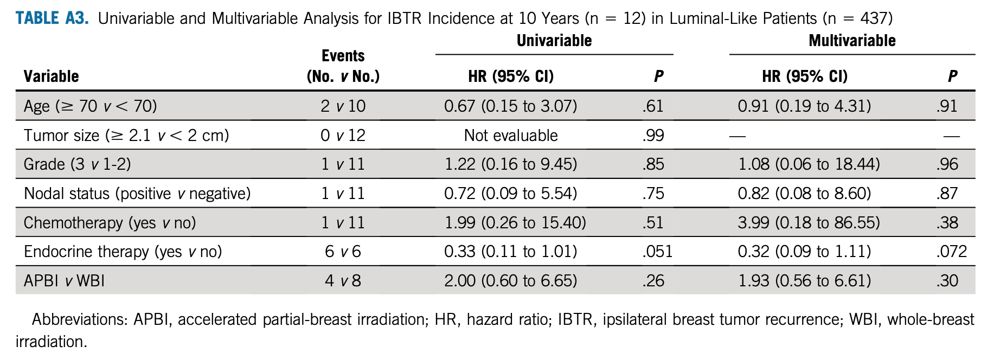 TABLE A3. Univariable and Multivariable Analysis for IBTR Incidence at 10 Years (n = 12) in Luminal-Like Patients (n = 437)
Univariable Multivariable
Events
Variable (No. v No.) HR (95% CI) P HR (95% CI) P
Age (≥ 70 v < 70) 2 v 10 0.67 (0.15 to 3.07) .61 0.91 (0.19 to 4.31) .91
Tumor size (≥ 2.1 v < 2 cm) 0 v 12 Not evaluable .99 — —
Grade (3 v 1-2) 1 v 11 1.22 (0.16 to 9.45) .85 1.08 (0.06 to 18.44) .96
Nodal status (positive v negative) 1 v 11 0.72 (0.09 to 5.54) .75 0.82 (0.08 to 8.60) .87
Chemotherapy (yes v no) 1 v 11 1.99 (0.26 to 15.40) .51 3.99 (0.18 to 86.55) .38
Endocrine therapy (yes v no) 6 v 6 0.33 (0.11 to 1.01) .051 0.32 (0.09 to 1.11) .072
APBI v WBI 4 v 8 2.00 (0.60 to 6.65) .26 1.93 (0.56 to 6.61) .30
Abbreviations: APBI, accelerated partial-breast irradiation; HR, hazard ratio; IBTR, ipsilateral breast tumor recurrence; WBI, whole-breast
irradiation.